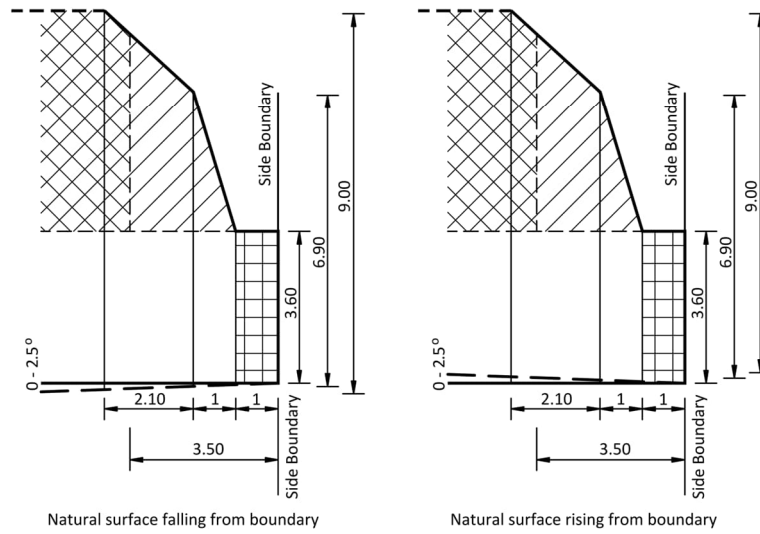 Side Boundary
9.00
6.90
3.60
0 - 2.5°
2.10
1
1
3.50
Side Boundary
Natural surface falling from boundary
Side Boundary
9.00
6.90
3.60
0 - 2.5°
2.10
1
1
3.50
Side Boundary
Natural surface rising from boundary